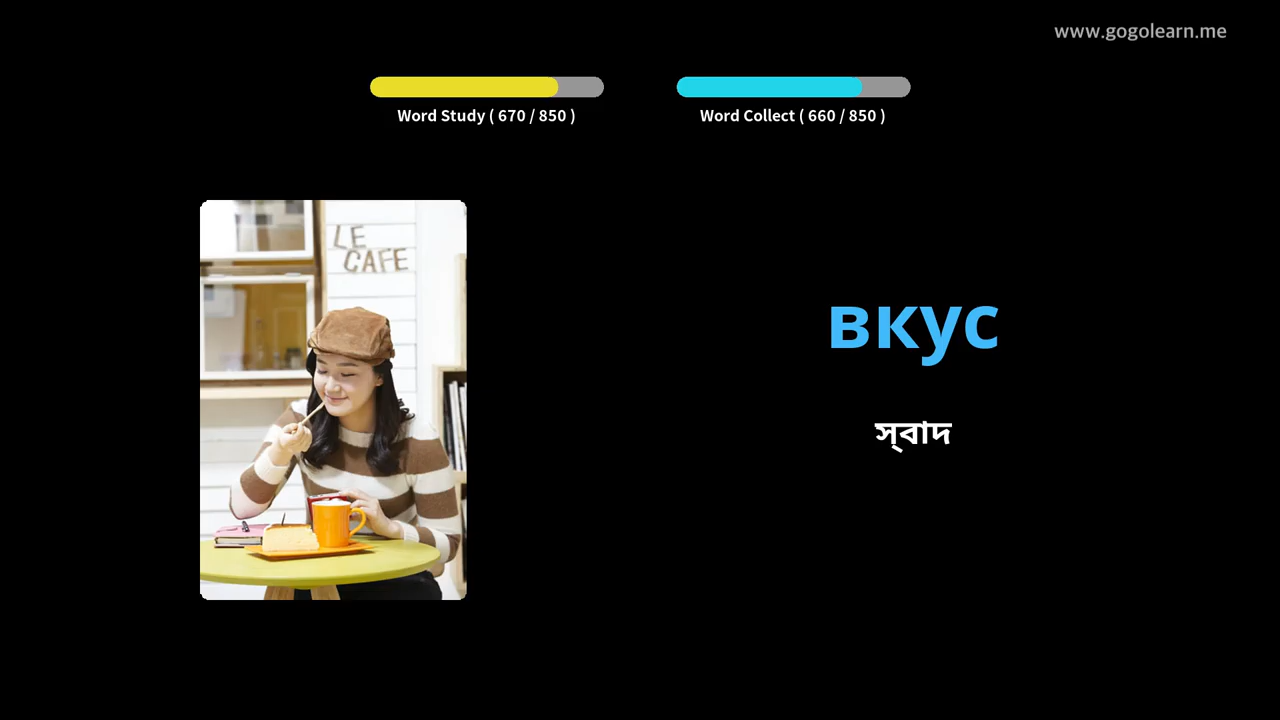 www.gogolearn.me
Word Study ( 670 / 850 )
Word Collect ( 660 / 850 )
LE
CAFE
вкус
স্বাদ